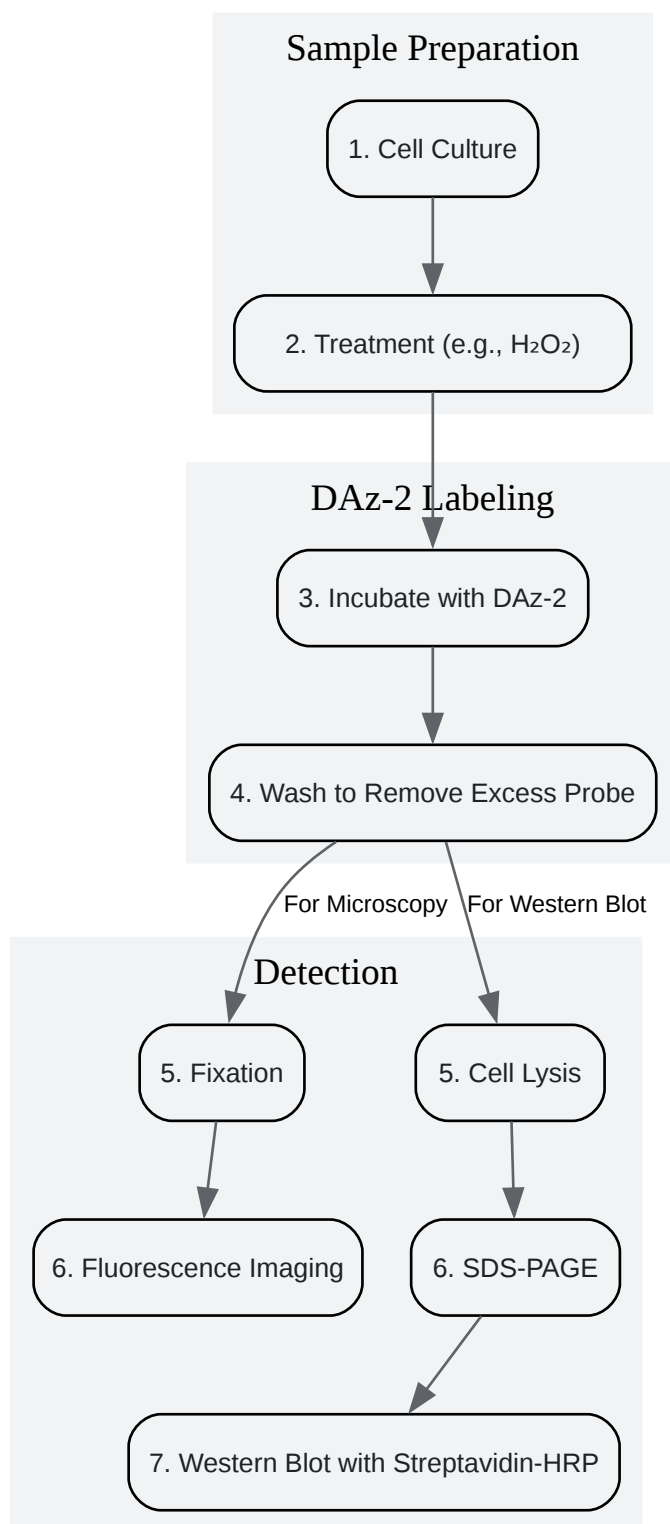 Sample Preparation
1. Cell Culture
2. Treatment (e.g., H₂O₂)
DAz-2 Labeling
3. Incubate with DAz-2
4. Wash to Remove Excess Probe
For Microscopy
For Western Blot
Detection
5. Fixation
5. Cell Lysis
6. Fluorescence Imaging
6. SDS-PAGE
7. Western Blot with Streptavidin-HRP